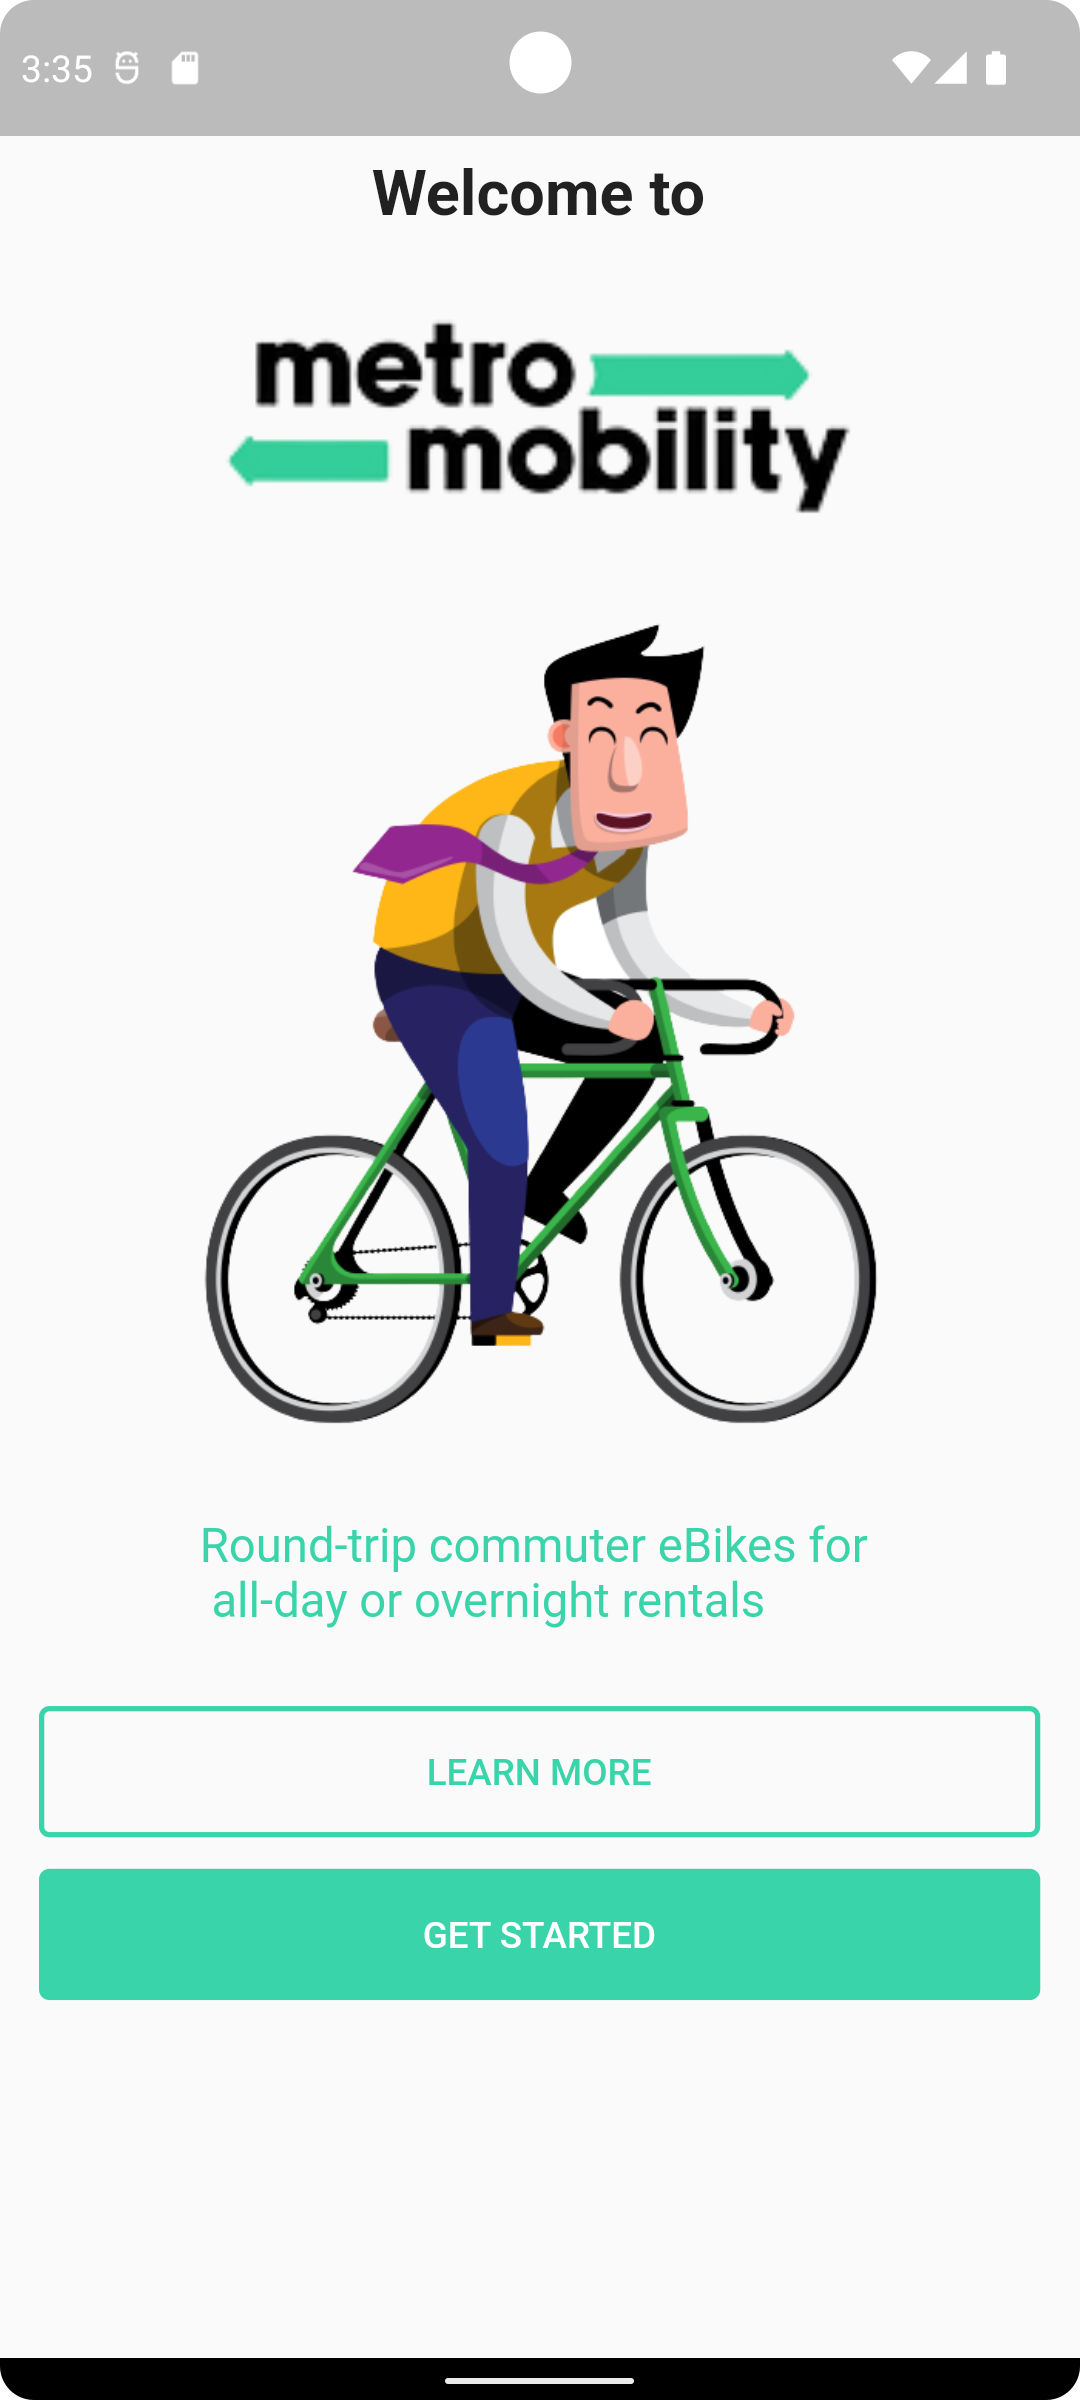 3:35
Welcome to
metro
mobility
Round-trip commuter eBikes for
all-day or overnight rentals
LEARN MORE
GET STARTED